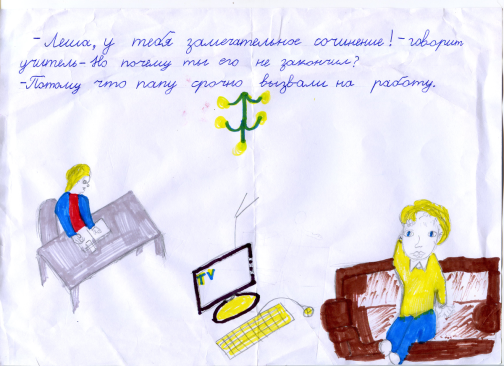 -Леша, у тебя замечательное сочинение!-говорит
учитель-Но почему ты его не закончил?
-Потому что папу срочно вызвали на работу.
TV